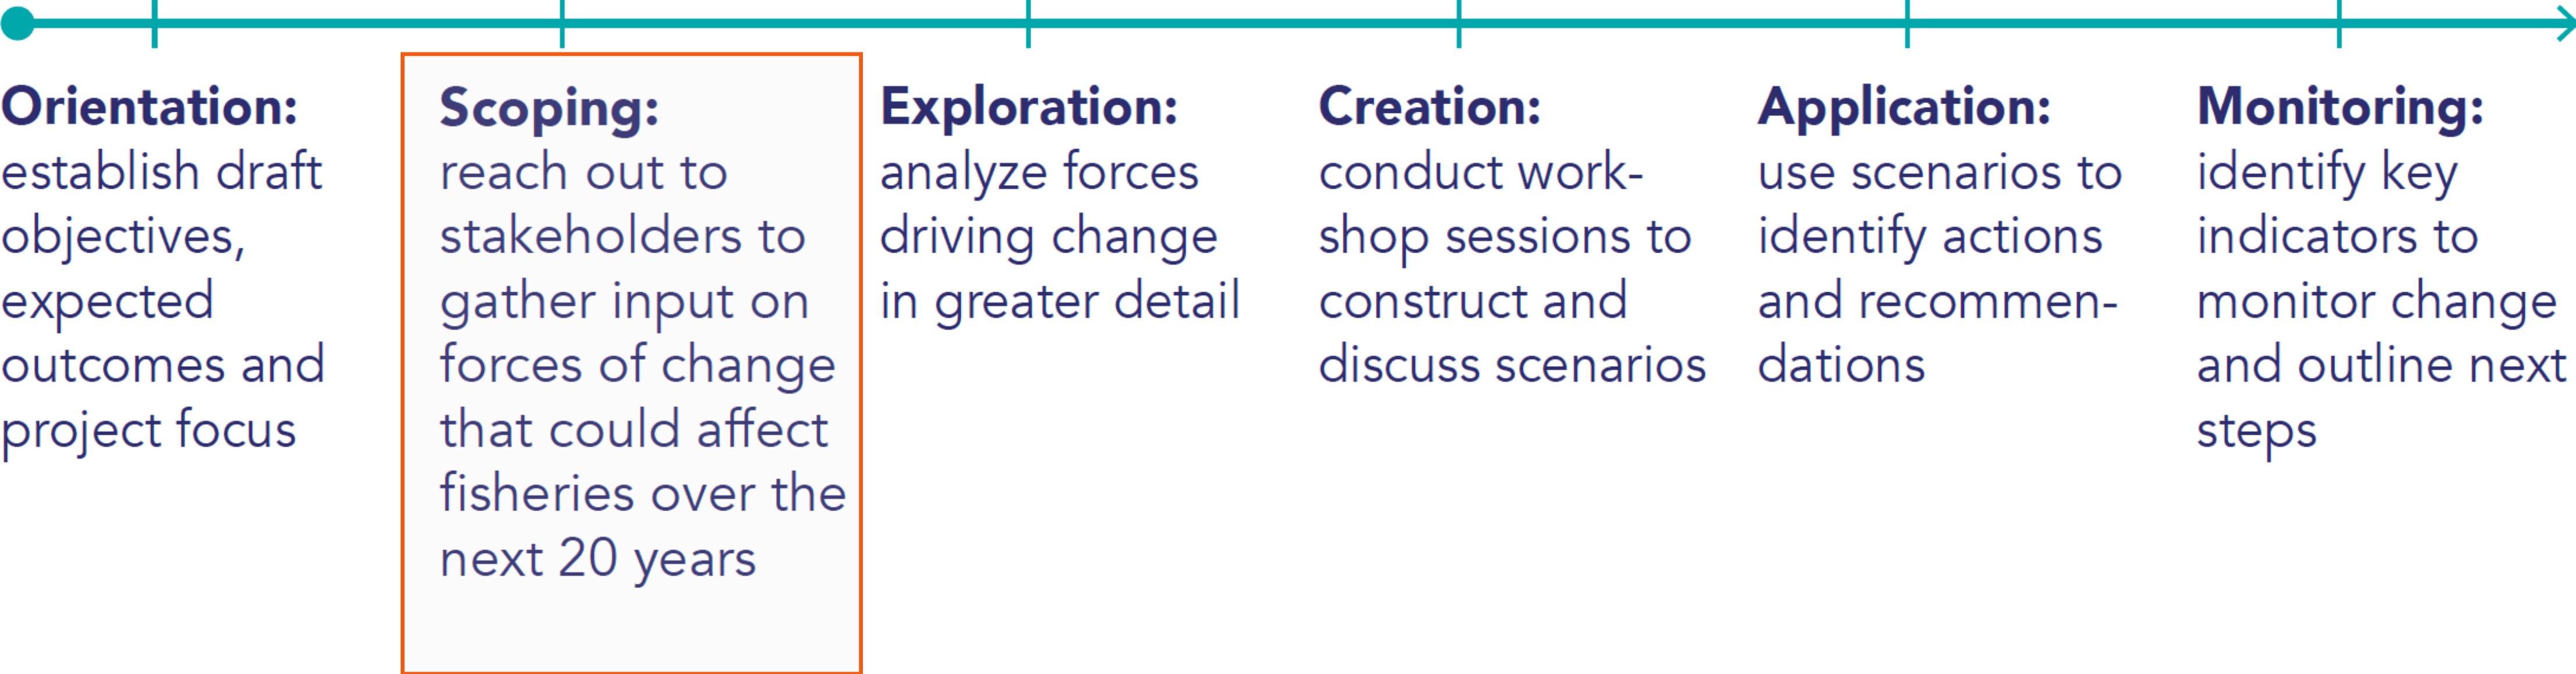 Orientation:
establish draft
objectives,
expected
outcomes and
project focus
Scoping:
reach out to
stakeholders to
gather input on
forces of change
that could affect
fisheries over the
next 20 years
Exploration:
analyze forces
driving change
in greater detail
Creation:
conduct work-
shop sessions to
construct and
discuss scenarios
Application:
use scenarios to
identify actions
and recommen-
dations
Monitoring:
identify key
indicators to
monitor change
and outline next
steps